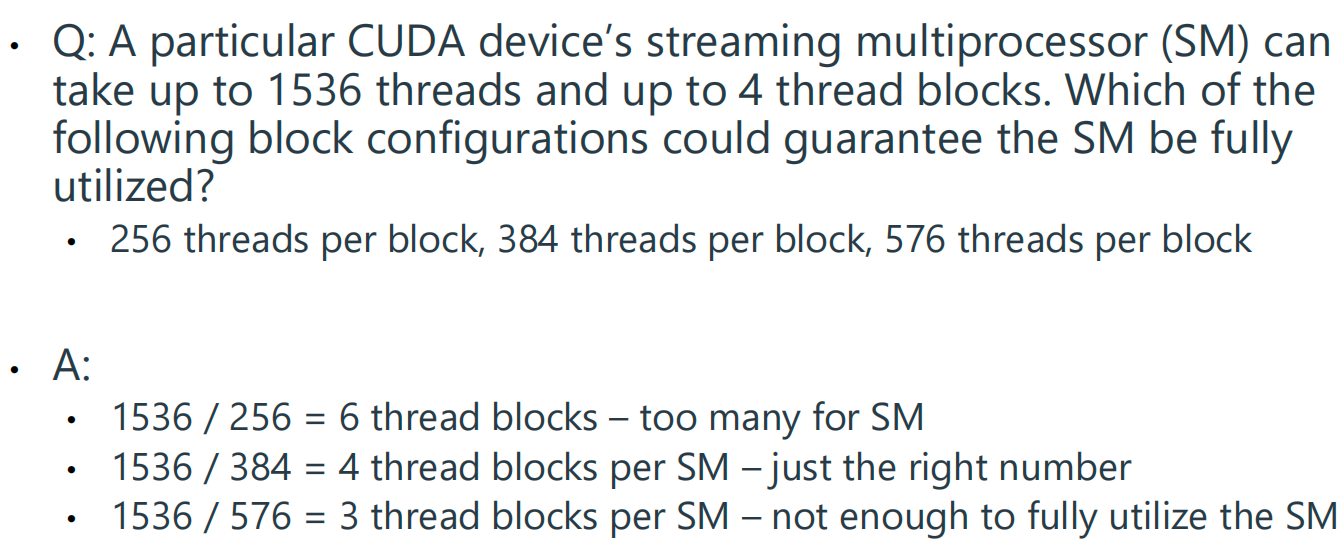 • Q: A particular CUDA device’s streaming multiprocessor (SM) can
take up to 1536 threads and up to 4 thread blocks. Which of the
following block configurations could guarantee the SM be fully
utilized?
• 256 threads per block, 384 threads per block, 576 threads per block
• A:
• 1536 / 256 = 6 thread blocks – too many for SM
• 1536 / 384 = 4 thread blocks per SM – just the right number
• 1536 / 576 = 3 thread blocks per SM – not enough to fully utilize the SM